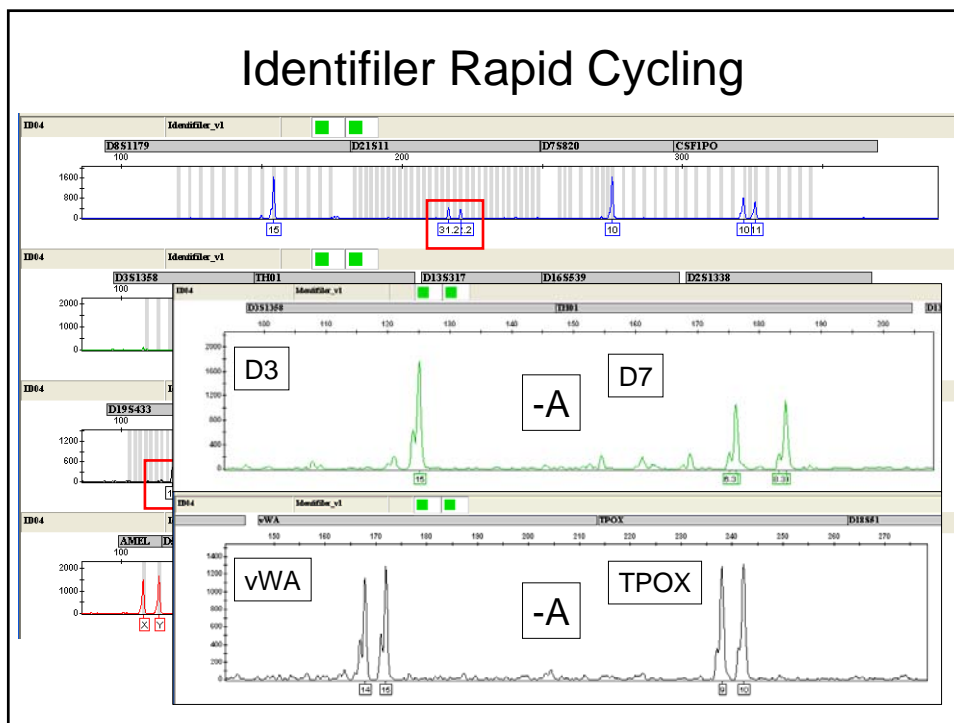 Identifiler Rapid Cycling
ID04 Identifiler_v1
D8S1179 D21S11 D7S820 CSF1PO
100 200 300
1600
800
0
15 31.2 .2 10 10 11
ID04 Identifiler_v1
D3S1358 TH01 D13S317 D16S539 D2S1338
100
2000
1000
0
ID04
D19S433
100
1200
600
0
1
ID04
AMEL
100
2000
1000
0
X Y
ID04 Identifiler_v1
D3S1358 TH01
100 110 120 130 140 150 160 170 180 190 200
2000
1600
1200
800
400
0
D3 -A D7
15 6.3
ID04 Identifiler_v1
vWA TPOX D18S51
150 160 170 180 190 200 210 220 230 240 250 260 270
1400
1200
1000
800
600
400
200
0
vWA -A TPOX
14 15 9 10